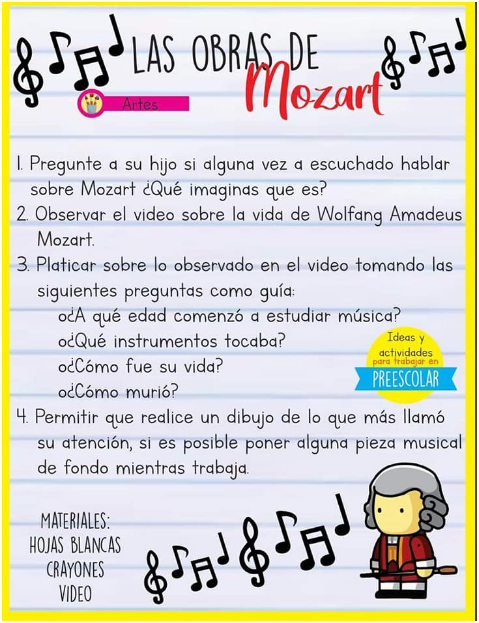 LAS OBRAS DE
Mozart
Artes
1. Pregunte a su hijo si alguna vez a escuchado hablar
sobre Mozart ¿Qué imaginas que es?
2. Observar el video sobre la vida de Wolfang Amadeus
Mozart.
3. Platicar sobre lo observado en el video tomando las
siguientes preguntas como guía:
o¿A qué edad comenzó a estudiar música?
o¿Qué instrumentos tocaba?
o¿Cómo fue su vida?
o¿Cómo murió?
Ideas y
actividades
para trabajar en
PREESCOLAR
4. Permitir que realice un dibujo de lo que más llamó
su atención, si es posible poner alguna pieza musical
de fondo mientras trabaja.
MATERIALES:
HOJAS BLANCAS
CRAYONES
VIDEO